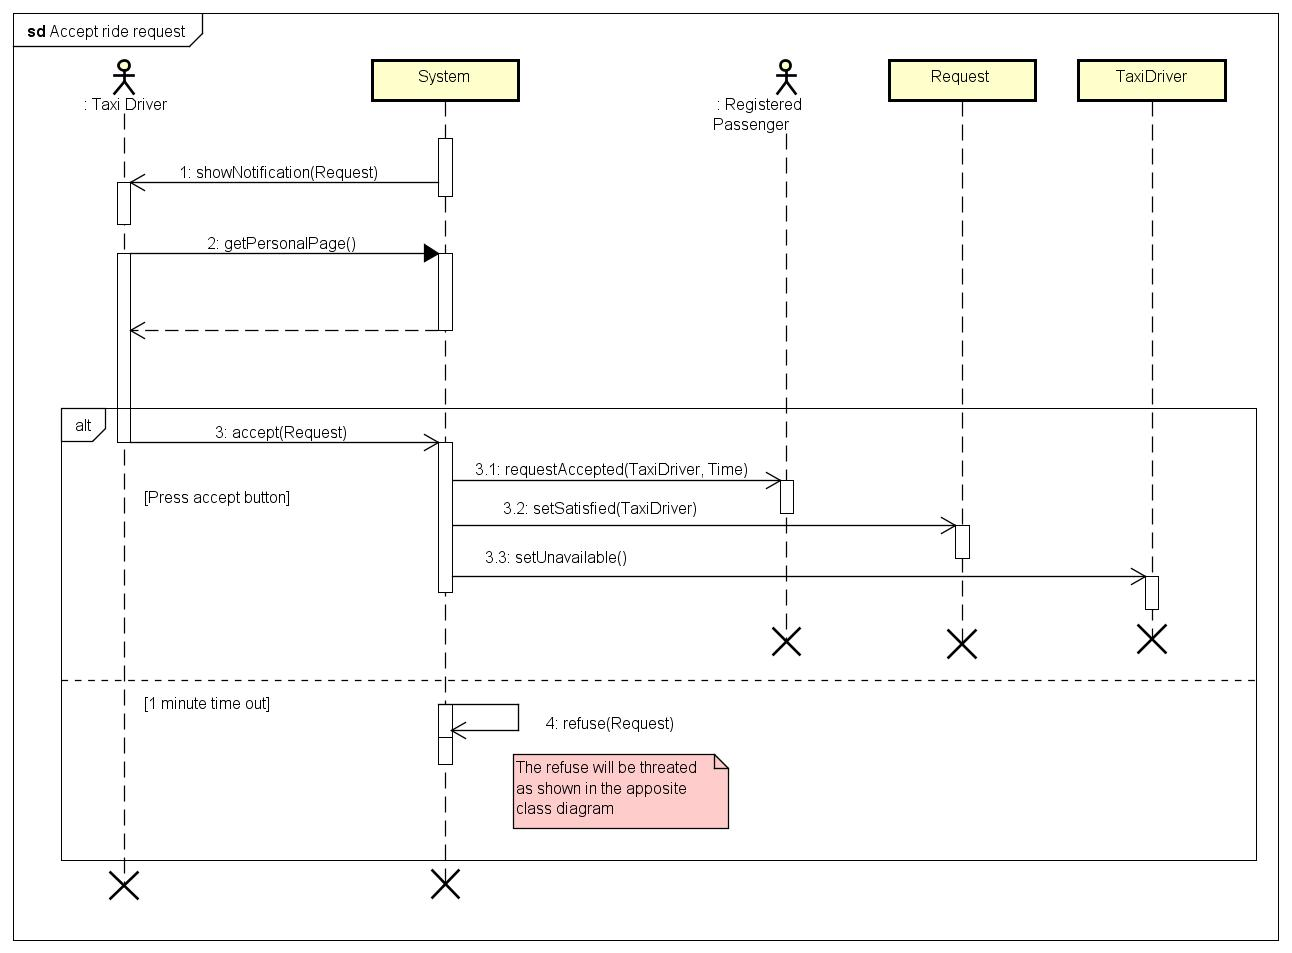 sd Accept ride request
: Taxi Driver
System
: Registered
Passenger
Request
TaxiDriver
1: showNotification(Request)
2: getPersonalPage()
alt
3: accept(Request)
3.1: requestAccepted(TaxiDriver, Time)
[Press accept button]
3.2: setSatisfied(TaxiDriver)
3.3: setUnavailable()
[1 minute time out]
4: refuse(Request)
The refuse will be threated
as shown in the apposite
class diagram